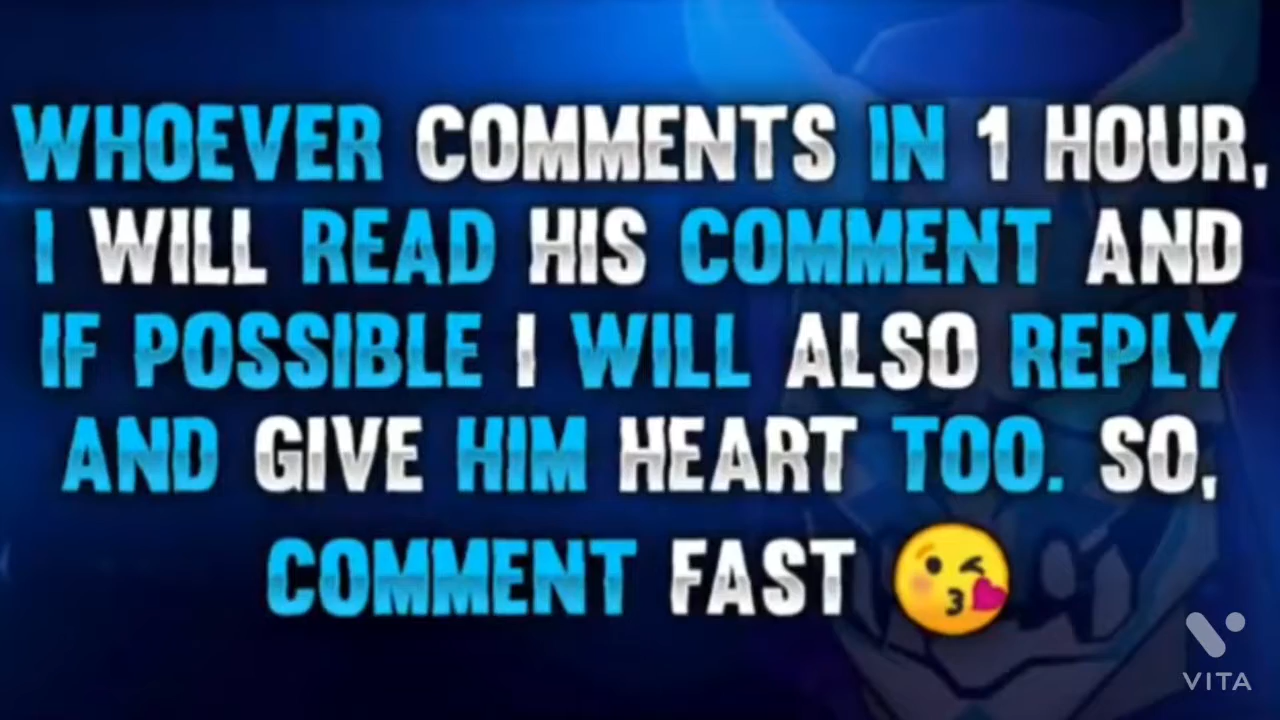 WHOEVER COMMENTS IN 1 HOUR,
I WILL READ HIS COMMENT AND
IF POSSIBLE I WILL ALSO REPLY
AND GIVE HIM HEART TOO. SO,
COMMENT FAST 😘
VITA